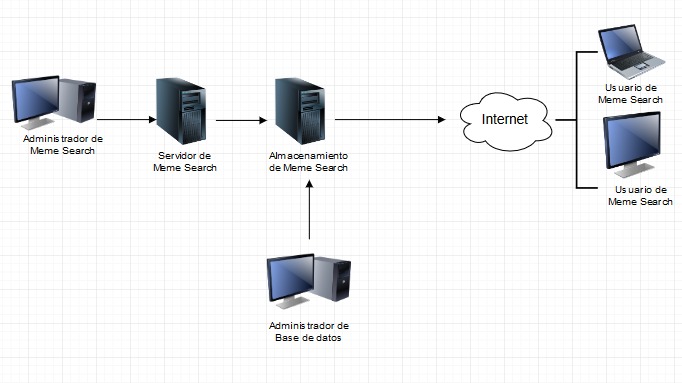 Usuario de
Meme Search
Internet
Administrador de
Meme Search
Servidor de
Meme Search
Almacenamiento
de Meme Search
Usuario de
Meme Search
Administrador de
Base de datos